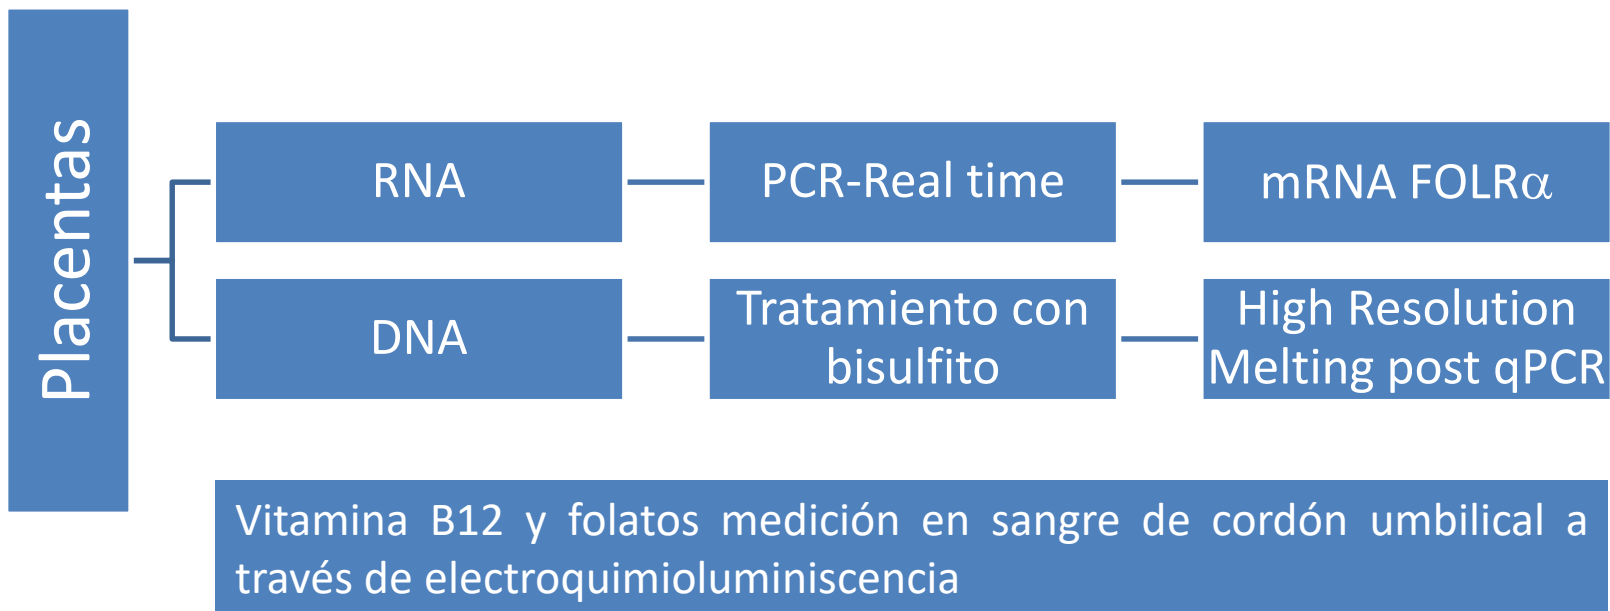 Placentas
RNA
PCR-Real time
mRNA FOLRα
DNA
Tratamiento con
bisulfito
High Resolution
Melting post qPCR
Vitamina B12 y folatos medición en sangre de cordón umbilical a
través de electroquimioluminiscencia